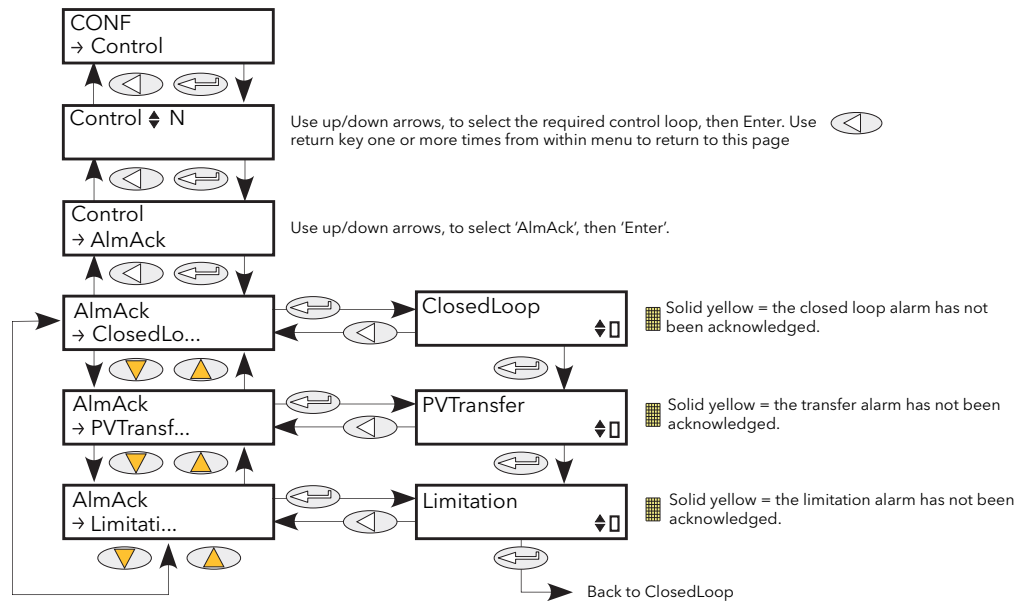 CONF
→ Control
Control N
Use up/down arrows, to select the required control loop, then Enter. Use
return key one or more times from within menu to return to this page
Control
→ AlmAck
Use up/down arrows, to select ‘AlmAck’, then ‘Enter’.
AlmAck
→ ClosedLo...
ClosedLoop
Solid yellow = the closed loop alarm has not
been acknowledged.
AlmAck
→ PVTransf...
PVTransfer
Solid yellow = the transfer alarm has not been
acknowledged.
AlmAck
→ Limitati...
Limitation
Solid yellow = the limitation alarm has not been
acknowledged.
Back to ClosedLoop